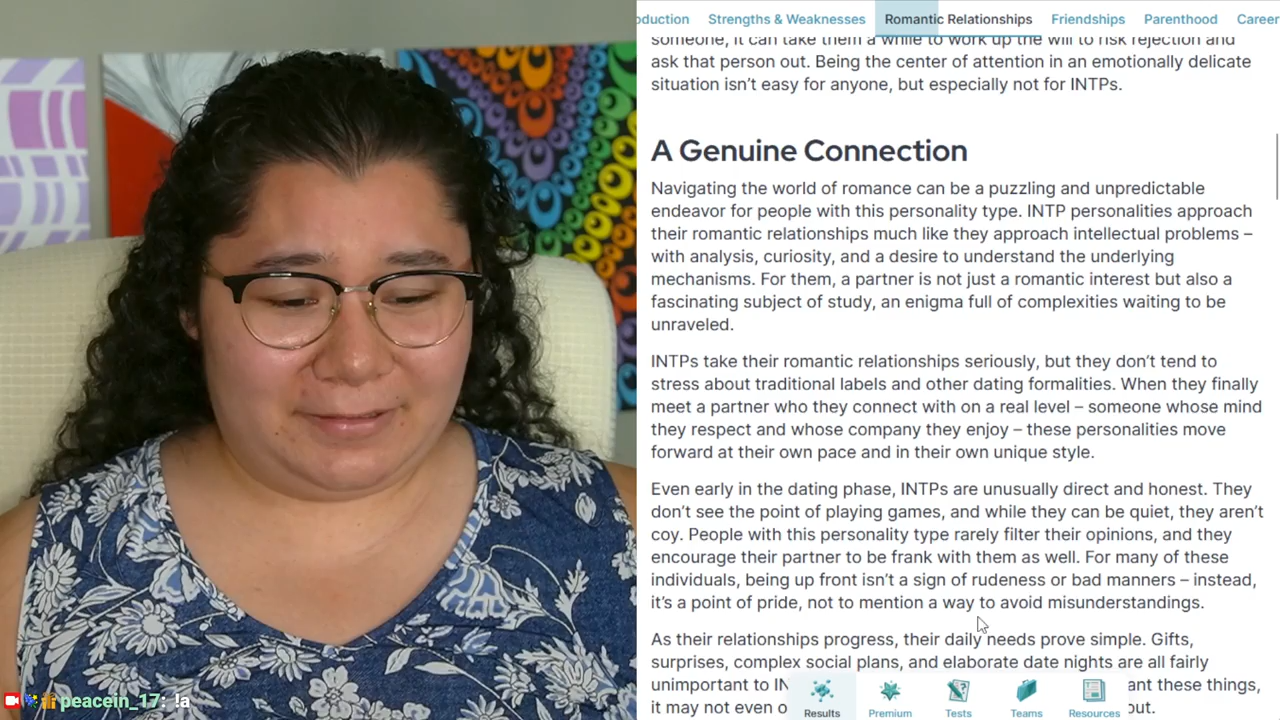 oduction Strengths & Weaknesses Romantic Relationships Friendships Parenthood Career
someone, it can take them a while to work up the will to risk rejection and
ask that person out. Being the center of attention in an emotionally delicate
situation isn’t easy for anyone, but especially not for INTPs.
A Genuine Connection
Navigating the world of romance can be a puzzling and unpredictable
endeavor for people with this personality type. INTP personalities approach
their romantic relationships much like they approach intellectual problems –
with analysis, curiosity, and a desire to understand the underlying
mechanisms. For them, a partner is not just a romantic interest but also a
fascinating subject of study, an enigma full of complexities waiting to be
unraveled.
INTPs take their romantic relationships seriously, but they don’t tend to
stress about traditional labels and other dating formalities. When they finally
meet a partner who they connect with on a real level – someone whose mind
they respect and whose company they enjoy – these personalities move
forward at their own pace and in their own unique style.
Even early in the dating phase, INTPs are unusually direct and honest. They
don’t see the point of playing games, and while they can be quiet, they aren’t
coy. People with this personality type rarely filter their opinions, and they
encourage their partner to be frank with them as well. For many of these
individuals, being up front isn’t a sign of rudeness or bad manners – instead,
it’s a point of pride, not to mention a way to avoid misunderstandings.
As their relationships progress, their daily needs prove simple. Gifts,
surprises, complex social plans, and elaborate date nights are all fairly
unimportant to IN ant these things,
it may not even o out.
Results Premium Tests Teams Resources
peacein_17: !a